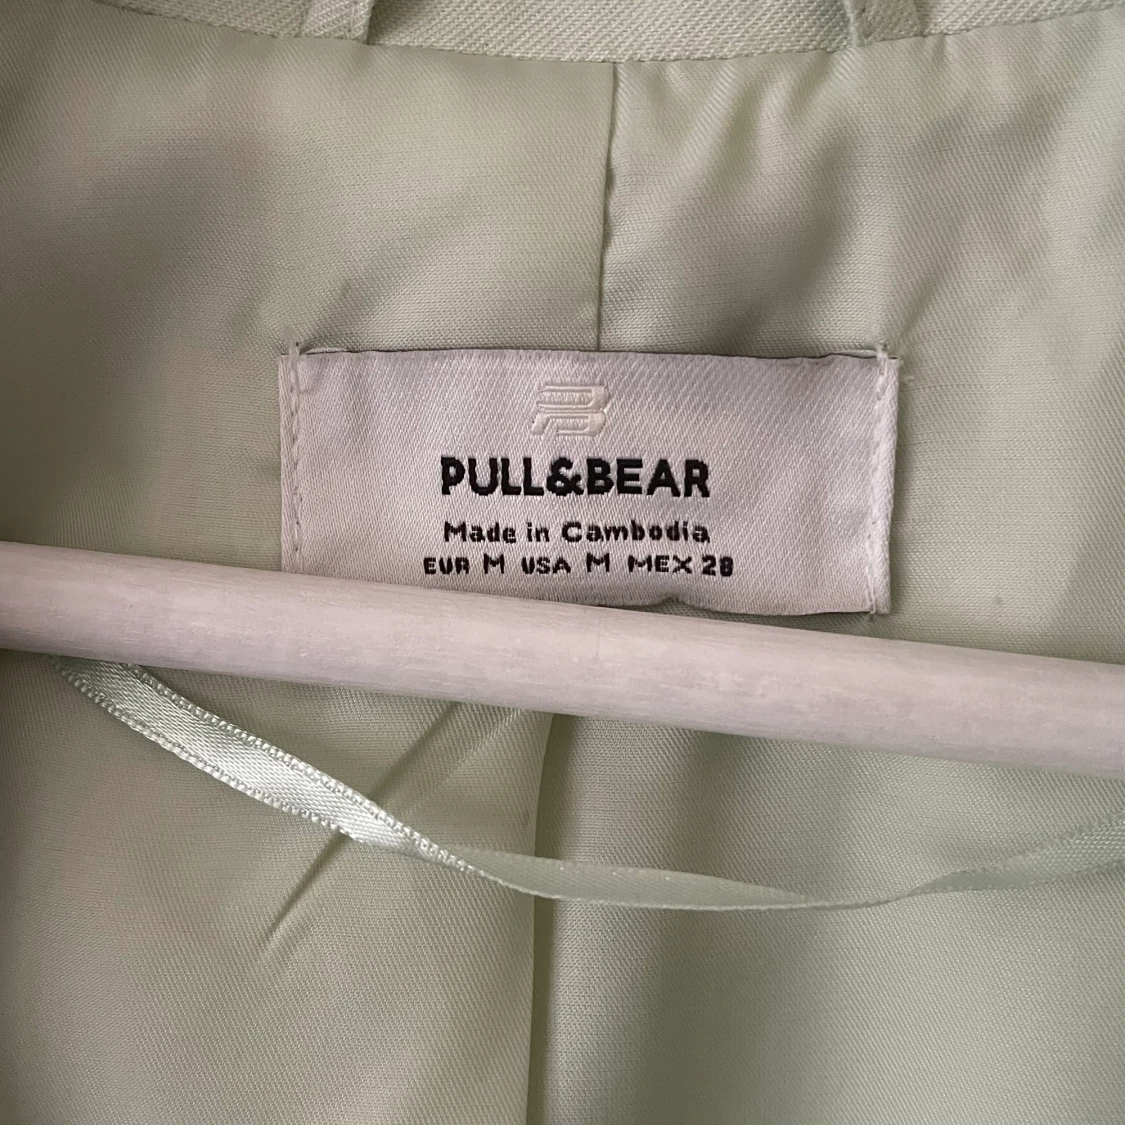 PULL&BEAR
Made in Cambodia
EUR M USA M MEX 28